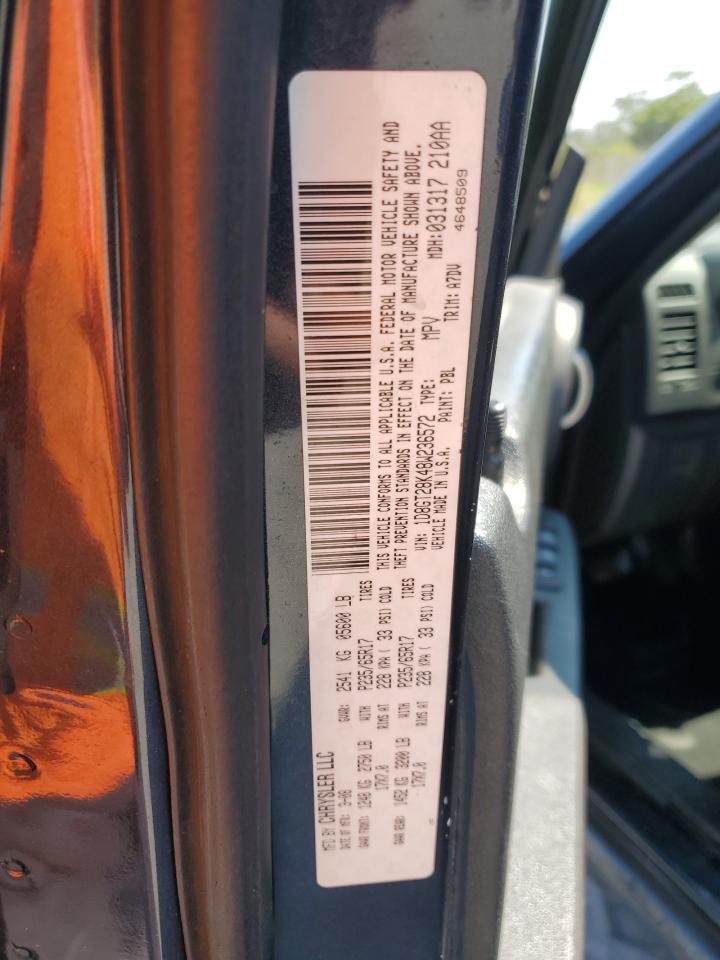 MFD BY CHRYSLER LLC
DATE OF MFR: 3-08 GVWR: 2541 KG 05600 LB
GAWR FRONT: 1248 KG 2750 LB WITH P235/65R17 TIRES
17X7.0 RIMS AT 228 KPA ( 33 PSI) COLD
GAWR REAR: 1452 KG 3200 LB WITH P235/65R17 TIRES
17X7.0 RIMS AT 228 KPA ( 33 PSI) COLD
THIS VEHICLE CONFORMS TO ALL APPLICABLE U.S.A. FEDERAL MOTOR VEHICLE SAFETY AND
THEFT PREVENTION STANDARDS IN EFFECT ON THE DATE OF MANUFACTURE SHOWN ABOVE.
VIN: 1D8GT28K48W236572 TYPE: MPV MDH:031317 210AA
VEHICLE MADE IN U.S.A. PAINT: PBL TRIM: A7DV 4648509